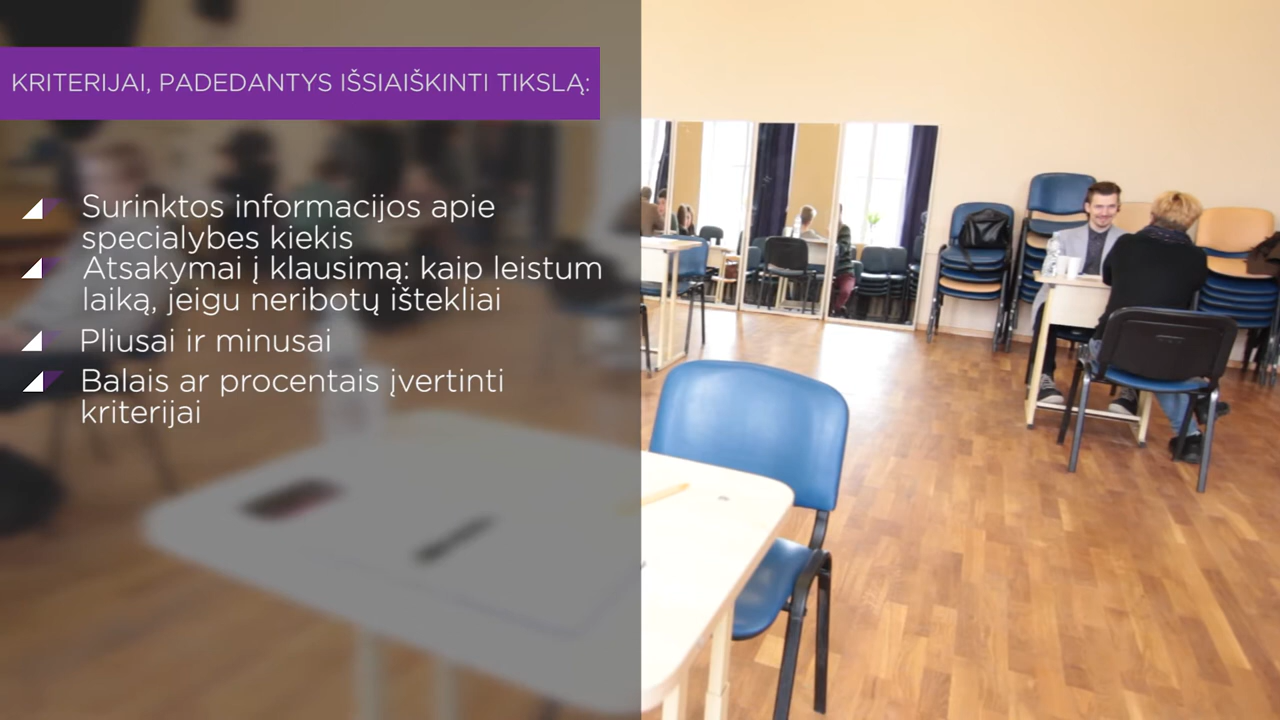 KRITERIJAI, PADEDANTYS IŠSIAIŠKINTI TIKSLĄ:
Surinktos informacijos apie
specialybes kiekis
Atsakymai į klausimą: kaip leistum
laiką, jeigu neribotų ištekliai
Pliusai ir minusai
Balais ar procentais įvertinti
kriterijai